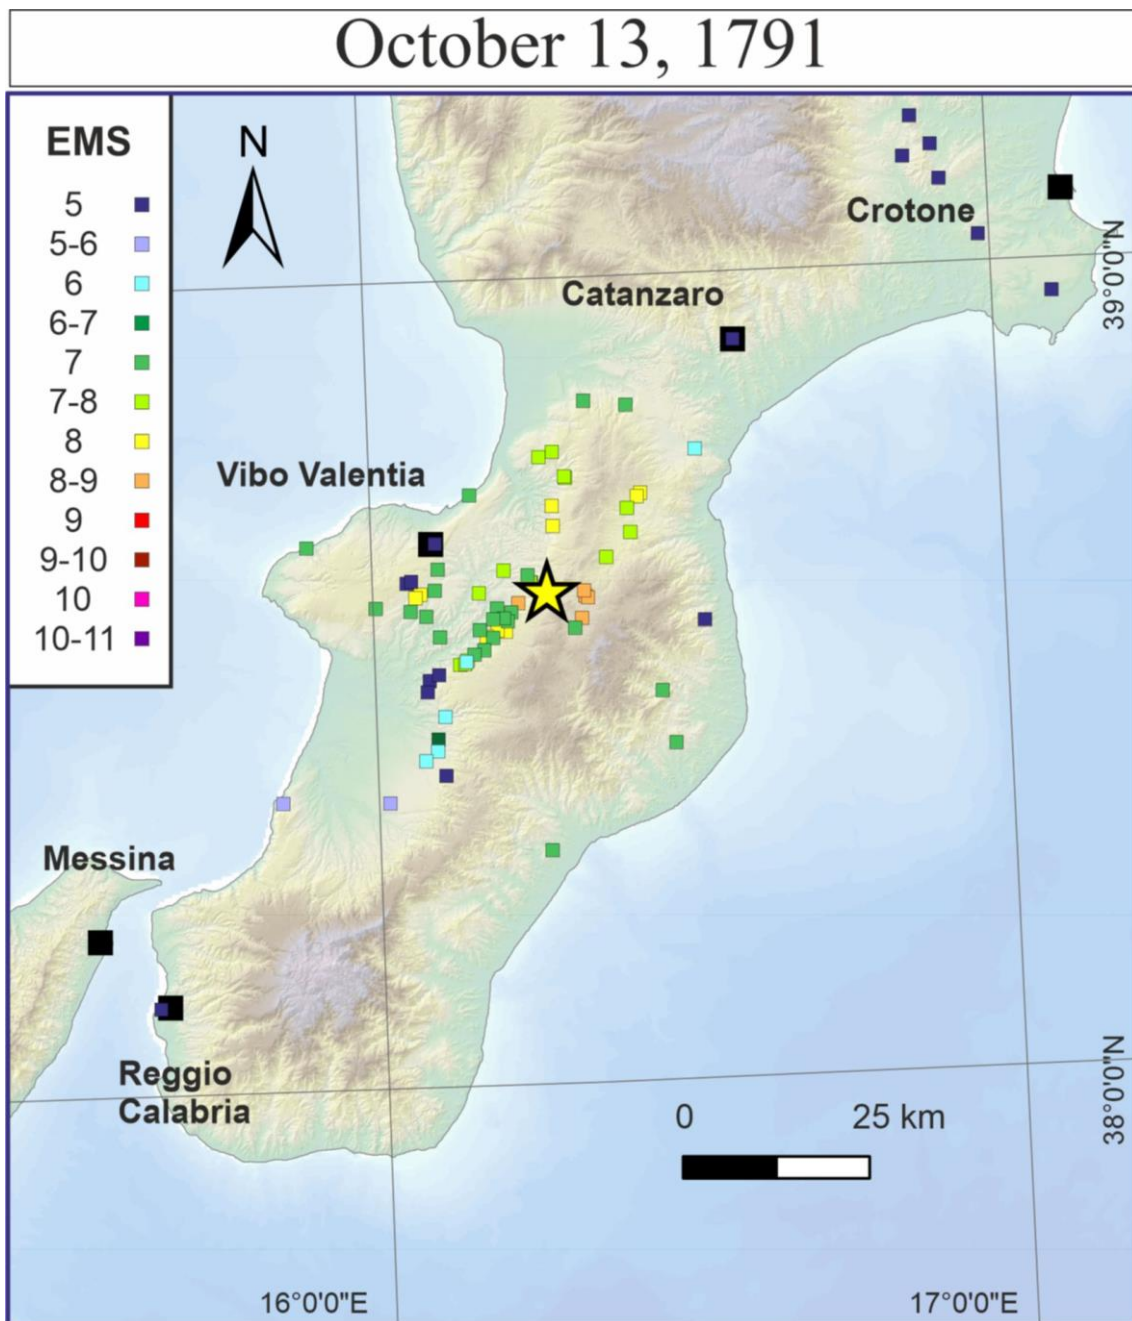 October 13, 1791
EMS
5
5-6
6
6-7
7
7-8
8
8-9
9
9-10
10
10-11
N
Crotone
39°0'0"N
Catanzaro
Vibo Valentia
Messina
Reggio
Calabria
38°0'0"N
0 25 km
16°0'0"E 17°0'0"E